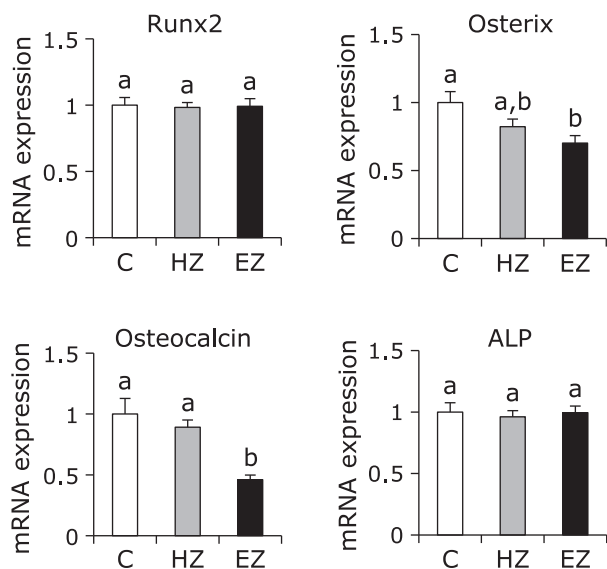 Runx2
mRNA expression
1.5
1
0.5
0
a
a
a
C HZ EZ
Osterix
mRNA expression
1.5
1
0.5
0
a
a,b
b
C HZ EZ
Osteocalcin
mRNA expression
1.5
1
0.5
0
a
a
b
C HZ EZ
ALP
mRNA expression
1.5
1
0.5
0
a
a
a
C HZ EZ